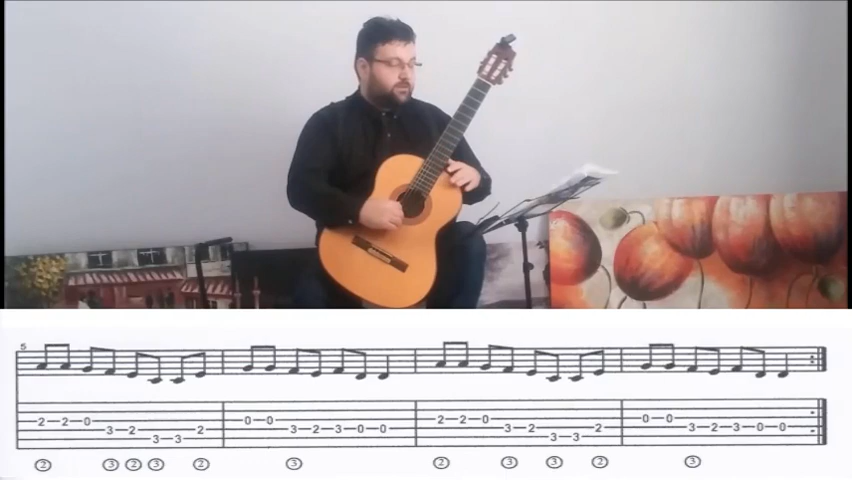 5
2 2 0 3 2 3 3 2 0 0 3 2 3 0 0 2 2 0 3 2 3 3 2 0 0 3 2 3 0 0
② ③ ② ③ ② ③ ② ③ ③ ② ③